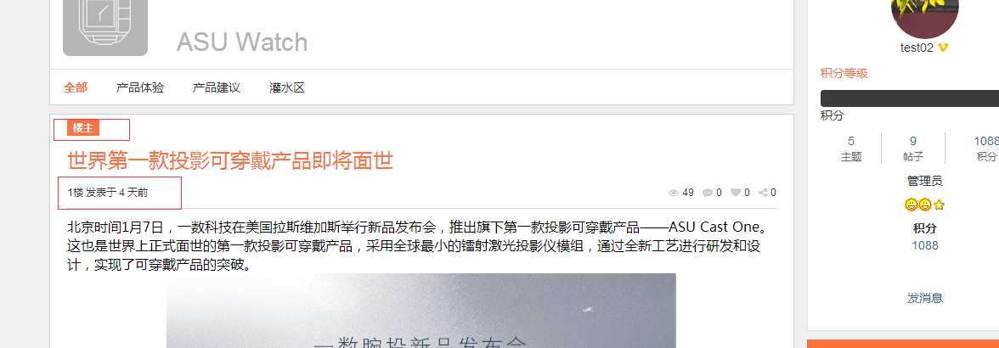 ASU Watch
全部 产品体验 产品建议 灌水区
楼主
世界第一款投影可穿戴产品即将面世
1楼 发表于 4 天前 49 0 0 0
北京时间1月7日，一数科技在美国拉斯维加斯举行新品发布会，推出旗下第一款投影可穿戴产品——ASU Cast One。
这也是世界上正式面世的第一款投影可穿戴产品，采用全球最小的镭射激光投影仪模组，通过全新工艺进行研发和设
计，实现了可穿戴产品的突破。
一数腕投新品发布会
test02
积分等级
积分
5 9 1088
主题 帖子 积分
管理员
积分
1088
发消息